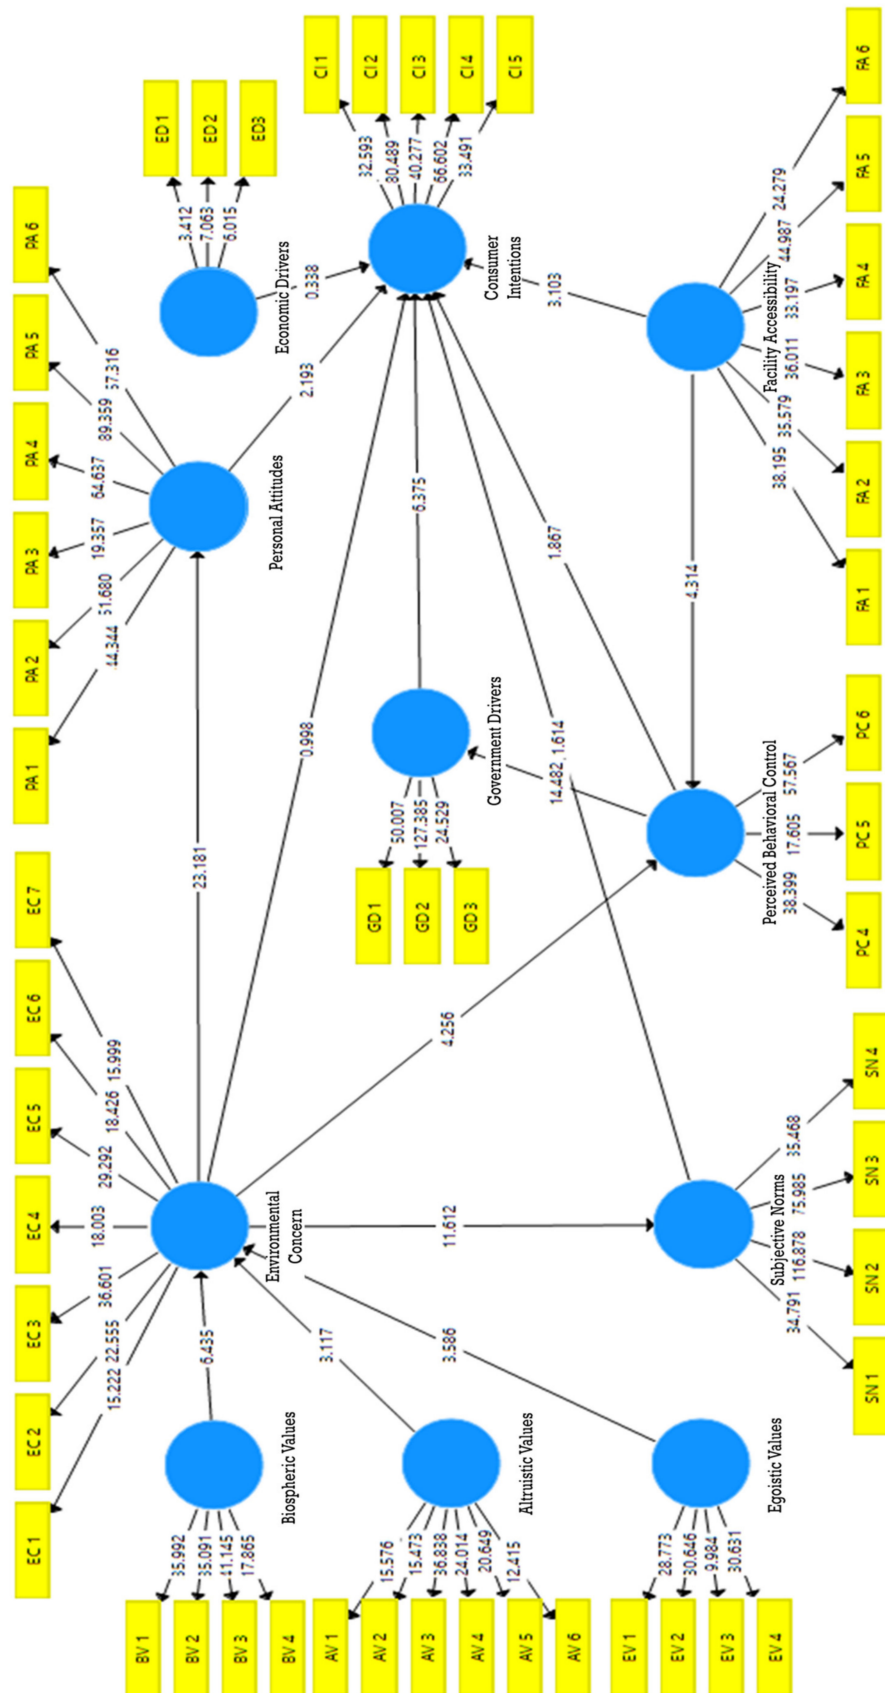 EC 1
EC 2
EC 3
EC 4
EC 5
EC 6
EC 7
15.222
22.555
36.601
18.003
29.292
18.426
15.999
PA 1
PA 2
PA 3
PA 4
PA 5
PA 6
44.344
51.680
19.357
64.637
89.359
57.316
BV 1
BV 2
BV 3
BV 4
35.992
35.091
41.145
17.865
Biospheric Values
6.435
Environmental
Concern
23.181
Personal Attitudes
ED 1
ED 2
ED3
3.412
7.063
6.015
Economic Drivers
0.338
2.193
AV 1
AV 2
AV 3
AV 4
AV 5
AV 6
15.576
15.473
36.838
24.014
20.649
12.415
Altruistic Values
3.117
0.998
GD 1
GD 2
GD 3
50.007
127.385
24.529
Government Drivers
6.375
CI 1
CI 2
CI 3
CI 4
CI 5
32.593
80.489
40.277
66.602
33.491
Consumer
Intentions
EV 1
EV 2
EV 3
EV 4
28.773
30.646
9.984
30.631
Egoistic Values
3.586
11.612
4.256
14.482
1.614
1.867
3.103
4.314
Subjective Norms
34.791
116.878
75.985
35.468
SN 1
SN 2
SN 3
SN 4
Perceived Behavioral Control
38.399
17.605
57.567
PC 4
PC 5
PC 6
Facility Accessibility
38.195
35.579
36.011
33.197
44.987
24.279
FA 1
FA 2
FA 3
FA 4
FA 5
FA 6